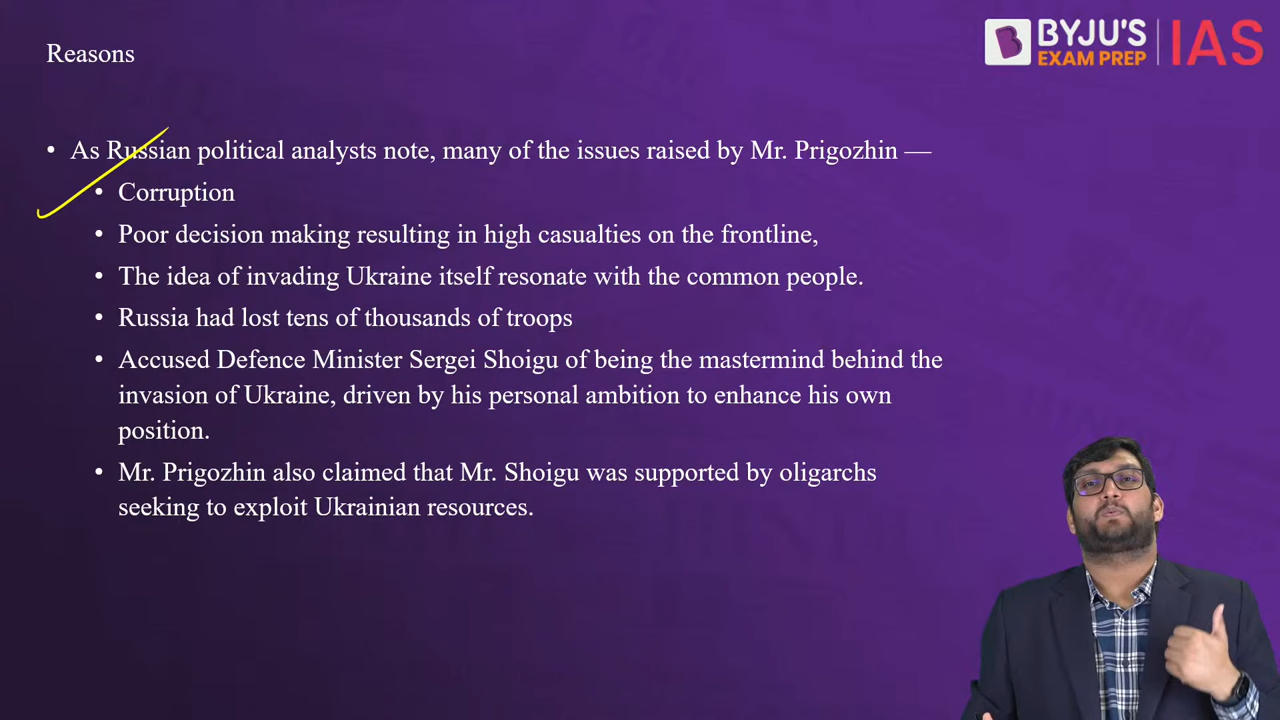 Reasons
BYJU'S
EXAM PREP
IAS
• As Russian political analysts note, many of the issues raised by Mr. Prigozhin —
• Corruption
• Poor decision making resulting in high casualties on the frontline,
• The idea of invading Ukraine itself resonate with the common people.
• Russia had lost tens of thousands of troops
• Accused Defence Minister Sergei Shoigu of being the mastermind behind the
invasion of Ukraine, driven by his personal ambition to enhance his own
position.
• Mr. Prigozhin also claimed that Mr. Shoigu was supported by oligarchs
seeking to exploit Ukrainian resources.